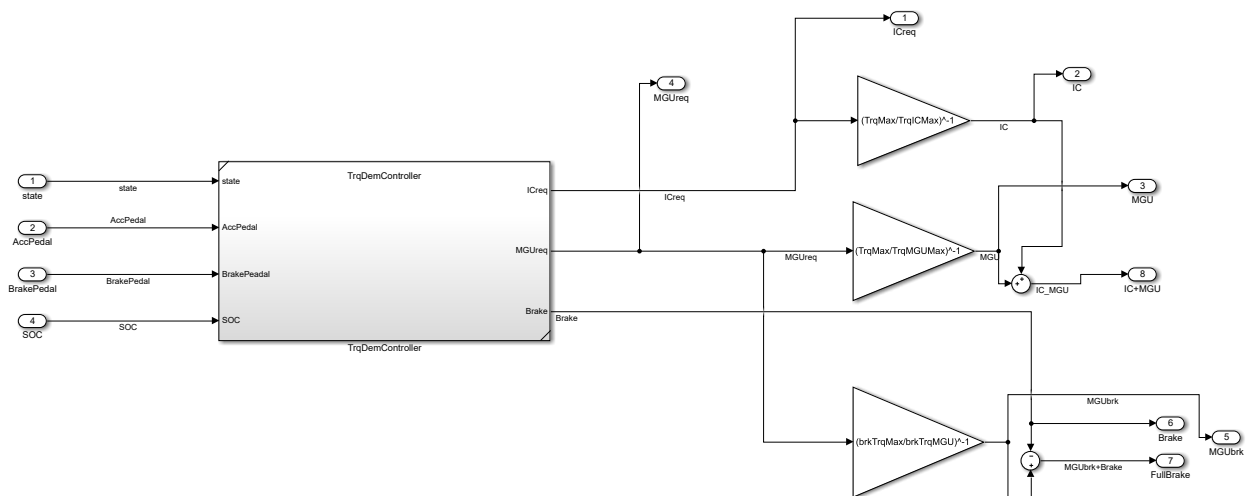 1
ICreq
4
MGUreq
2
IC
(TrqMax/TrqICMax)^-1
IC
TrqDemController
1
state
state
state
ICreq
ICreq
3
MGU
2
AccPedal
AccPedal
AccPedal
MGUreq
MGUreq
(TrqMax/TrqMGUMax)^-1
MGU
3
BrakePedal
BrakePedal
BrakePeadal
+
+
IC_MGU
8
IC+MGU
4
SOC
SOC
SOC
Brake
Brake
TrqDemController
MGUbrk
6
Brake
5
MGUbrk
(brkTrqMax/brkTrqMGU)^-1
−
+
MGUbrk+Brake
7
FullBrake